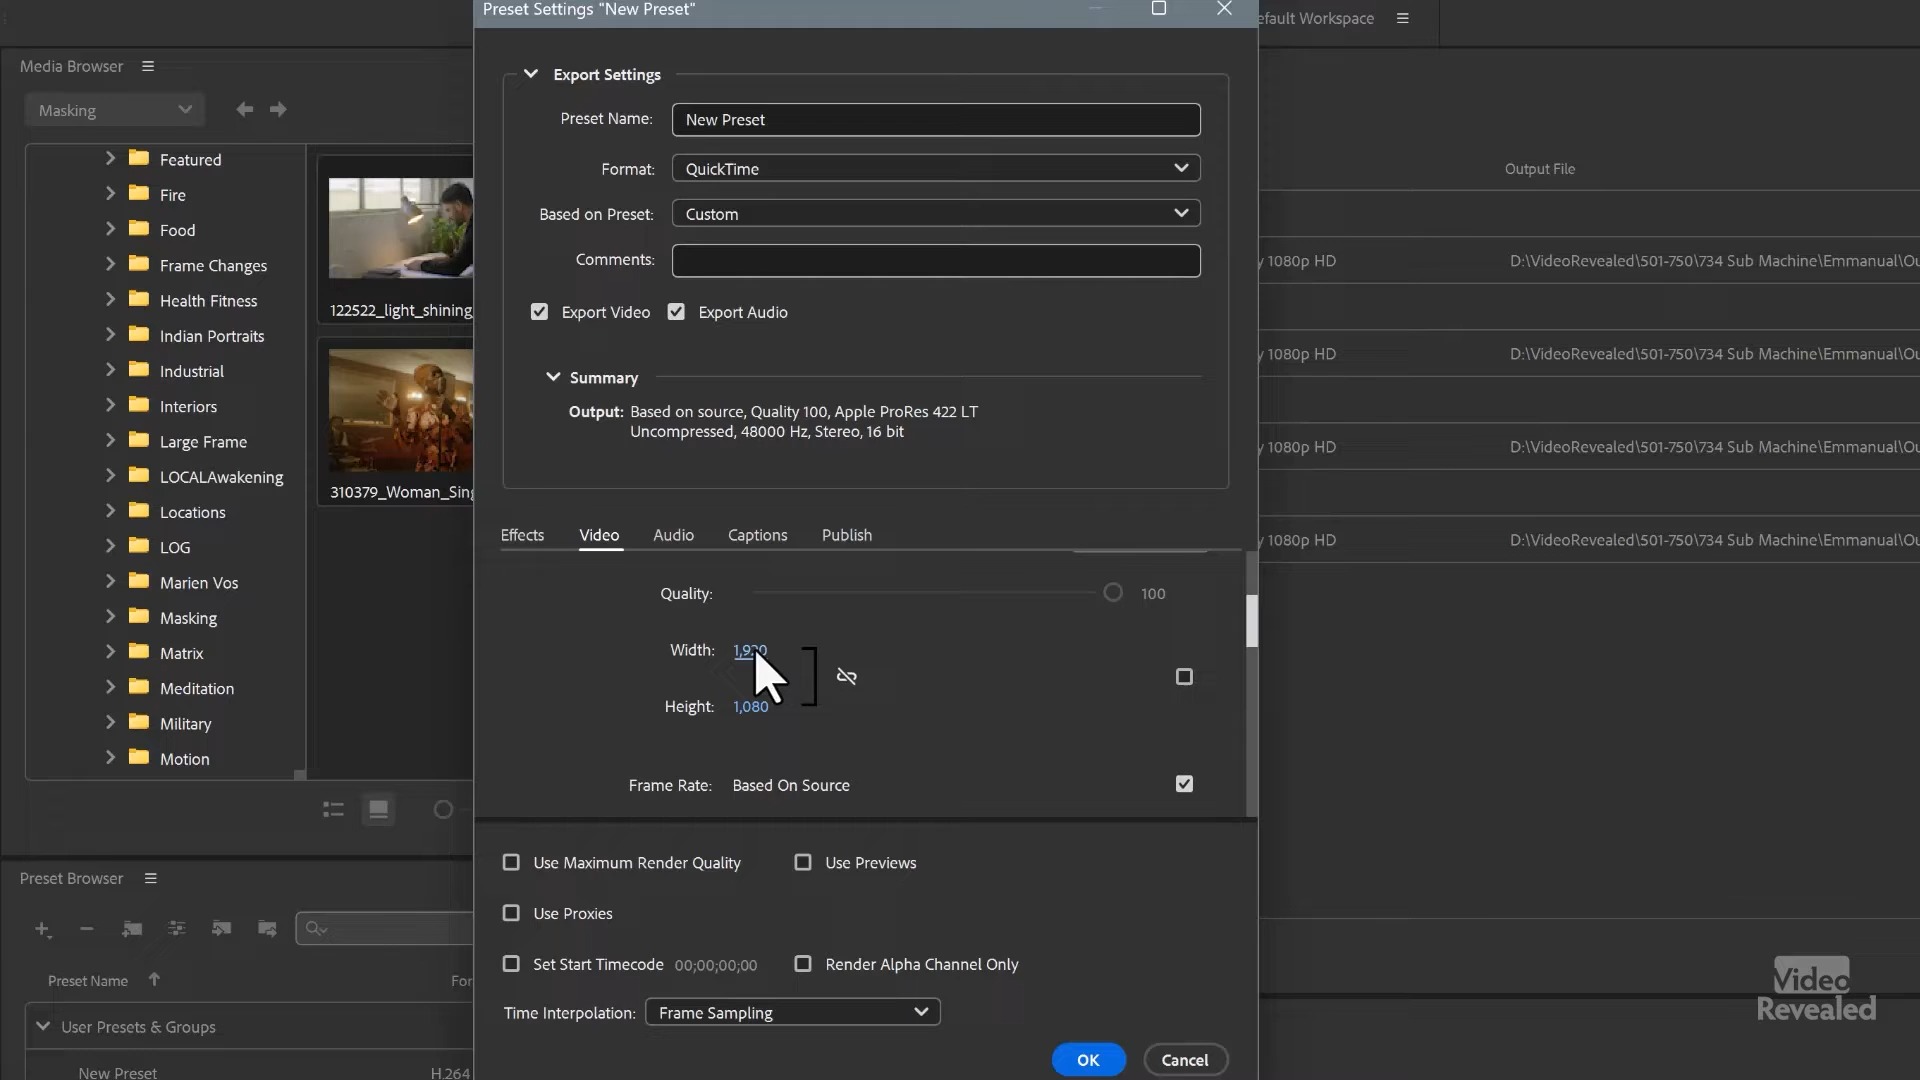 Preset Settings "New Preset"
efault Workspace
Media Browser
Masking
Featured
Fire
Food
Frame Changes
Health Fitness
Indian Portraits
Industrial
Interiors
Large Frame
LOCALAwakening
Locations
LOG
Marien Vos
Masking
Matrix
Meditation
Military
Motion
122522_light_shining
310379_Woman_Sing
Export Settings
Preset Name: New Preset
Format: QuickTime
Based on Preset: Custom
Comments:
Export Video Export Audio
Summary
Output: Based on source, Quality 100, Apple ProRes 422 LT
Uncompressed, 48000 Hz, Stereo, 16 bit
Effects Video Audio Captions Publish
Quality: 100
Width: 1,920
Height: 1,080
Frame Rate: Based On Source
Use Maximum Render Quality Use Previews
Use Proxies
Set Start Timecode 00;00;00;00 Render Alpha Channel Only
Time Interpolation: Frame Sampling
OK Cancel
Output File
y 1080p HD D:\VideoRevealed\501-750\734 Sub Machine\Emmanual\Ou
y 1080p HD D:\VideoRevealed\501-750\734 Sub Machine\Emmanual\Ou
y 1080p HD D:\VideoRevealed\501-750\734 Sub Machine\Emmanual\Ou
y 1080p HD D:\VideoRevealed\501-750\734 Sub Machine\Emmanual\Ou
Preset Browser
Preset Name For
User Presets & Groups
New Preset H.264
Video
Revealed